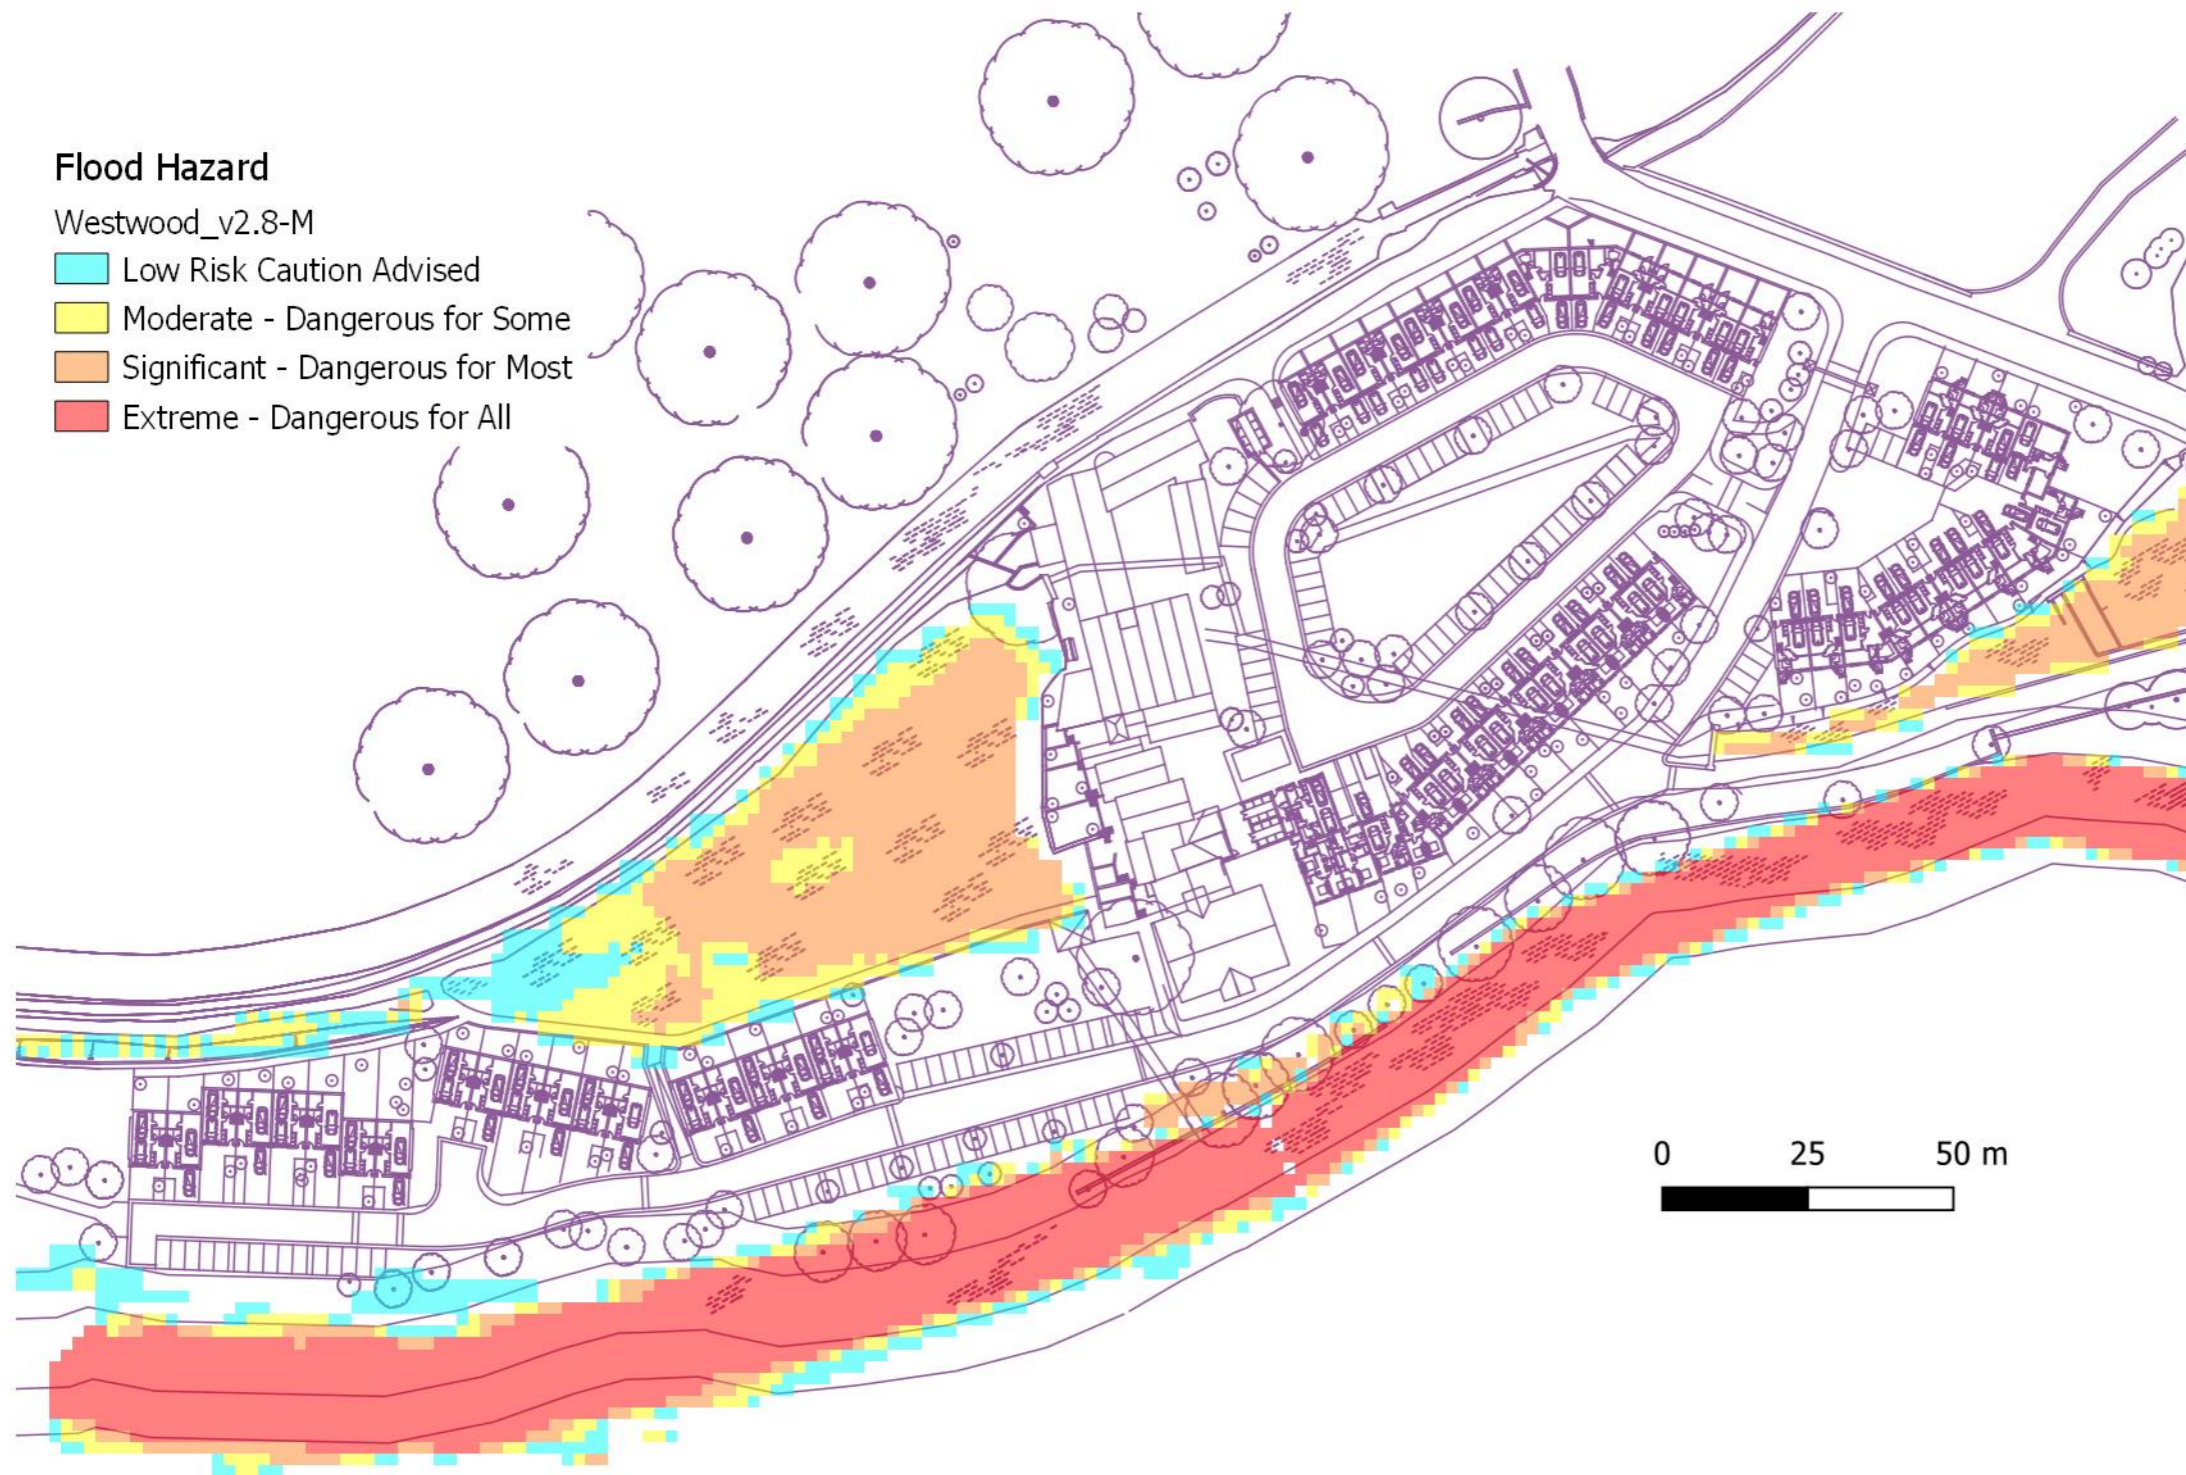 Flood Hazard
Westwood_v2.8-M
Low Risk Caution Advised
Moderate - Dangerous for Some
Significant - Dangerous for Most
Extreme - Dangerous for All
0 25 50 m